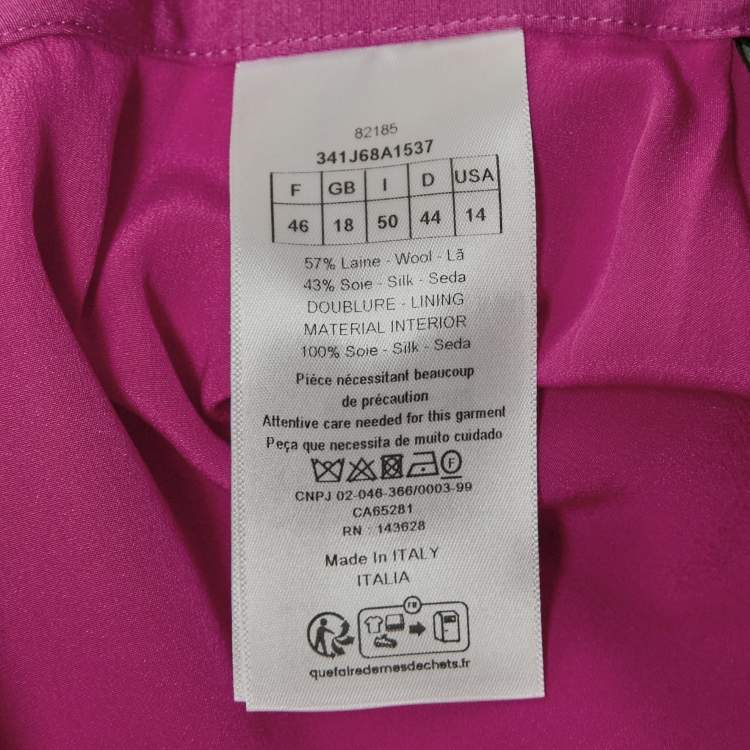 82185
341J68A1537
F GB I D USA
46 18 50 44 14
57% Laine - Wool - Lã
43% Soie - Silk - Seda
DOUBLURE - LINING
MATERIAL INTERIOR
100% Soie - Silk - Seda
Pièce nécessitant beaucoup
de précaution
Attentive care needed for this garment
Peça que necessita de muito cuidado
F
CNPJ 02-046-366/0003-99
CA65281
RN : 143628
Made In ITALY
ITALIA
FR
quefairedemesdechets.fr